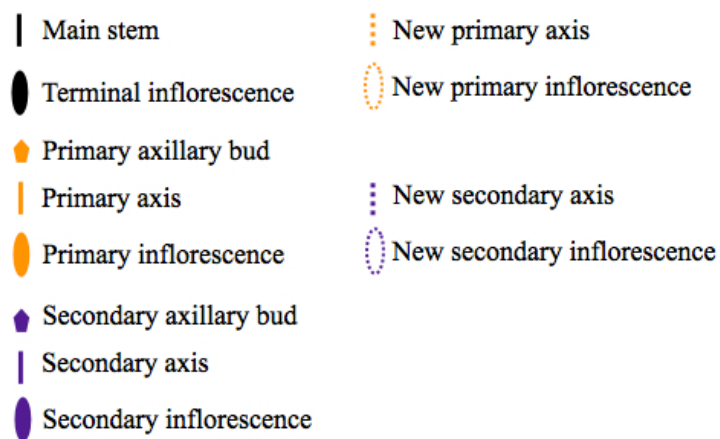 Main stem
Terminal inflorescence
Primary axillary bud
Primary axis
Primary inflorescence
Secondary axillary bud
Secondary axis
Secondary inflorescence
New primary axis
New primary inflorescence
New secondary axis
New secondary inflorescence